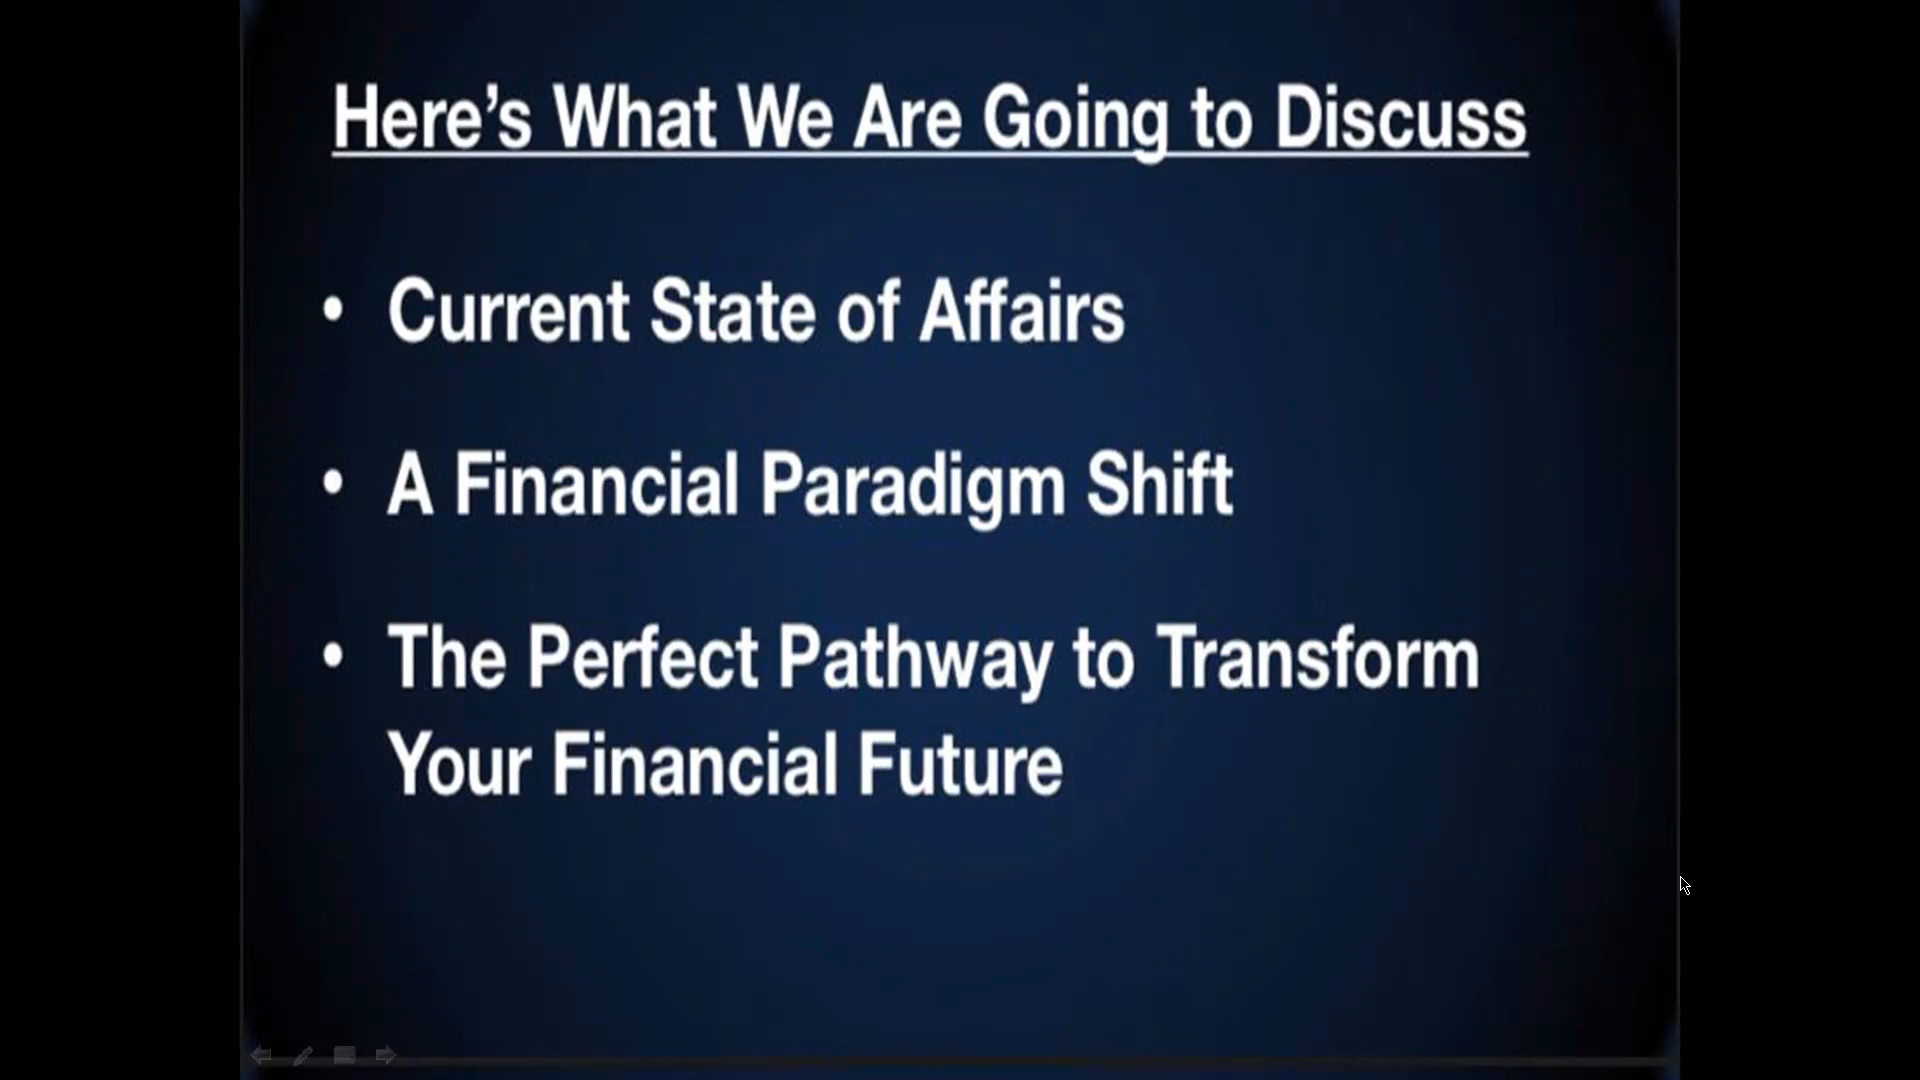 Here’s What We Are Going to Discuss
• Current State of Affairs
• A Financial Paradigm Shift
• The Perfect Pathway to Transform
Your Financial Future